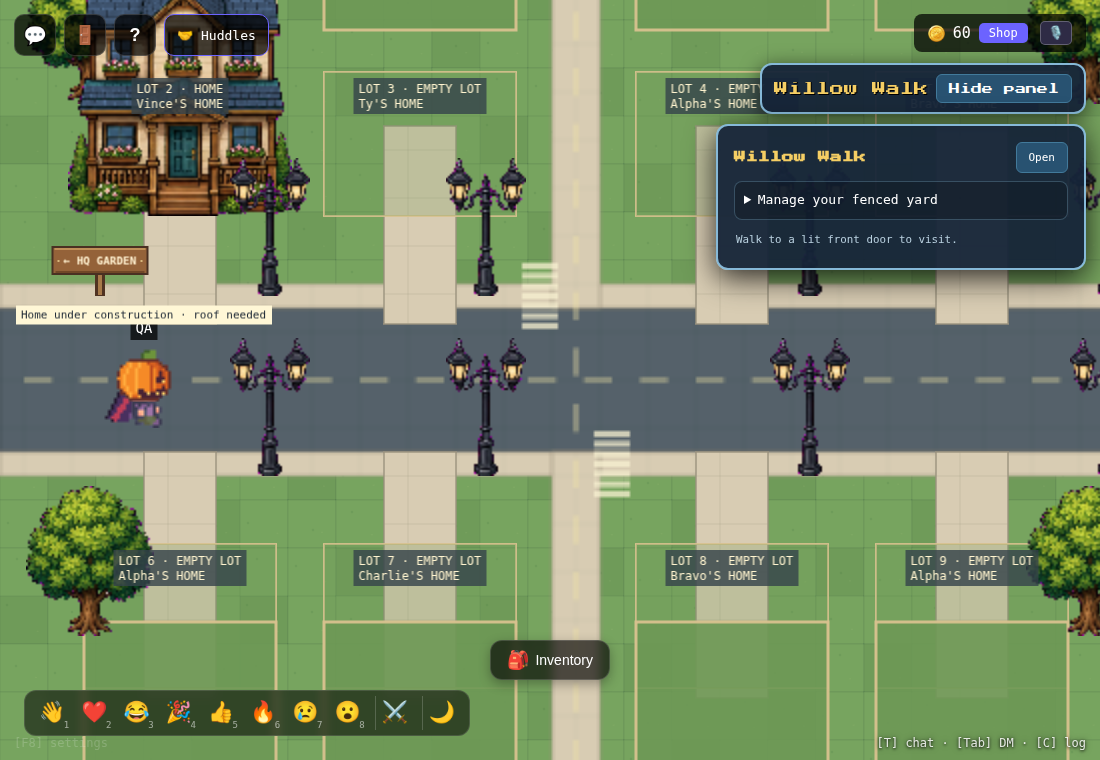 ?
Huddles
60
Shop
LOT 2 · HOME
Vince'S HOME
LOT 3 · EMPTY LOT
Ty'S HOME
LOT 4 · EMPTY
Alpha'S HOME
Willow Walk
Hide panel
Willow Walk
Open
▶ Manage your fenced yard
Walk to a lit front door to visit.
← HQ GARDEN
Home under construction · roof needed
QA
LOT 6 · EMPTY LOT
Alpha'S HOME
LOT 7 · EMPTY LOT
Charlie'S HOME
LOT 8 · EMPTY LOT
Bravo'S HOME
LOT 9 · EMPTY LOT
Alpha'S HOME
Inventory
1 2 3 4 5 6 7 8
[F8] settings
[T] chat · [Tab] DM · [C] log